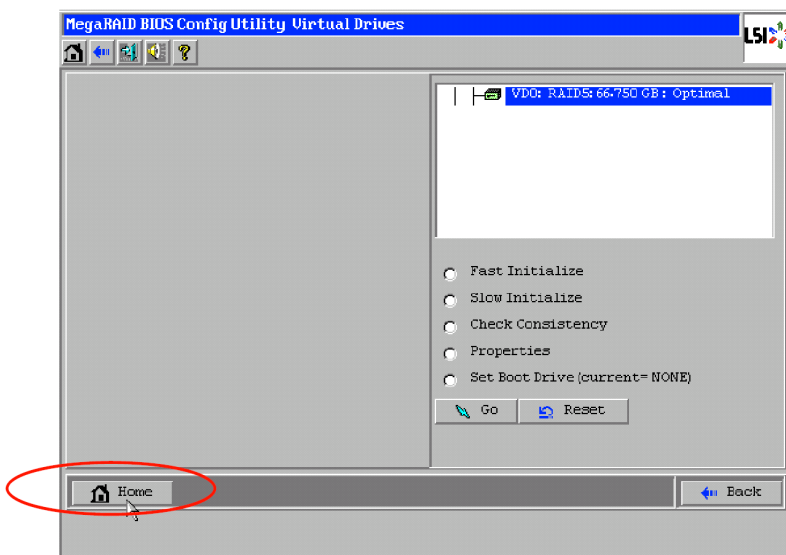 MegaRAID BIOS Config Utility Virtual Drives
LSI
VD0: RAID5: 66.750 GB: Optimal
Fast Initialize
Slow Initialize
Check Consistency
Properties
Set Boot Drive (current= NONE)
Go
Reset
Home
Back